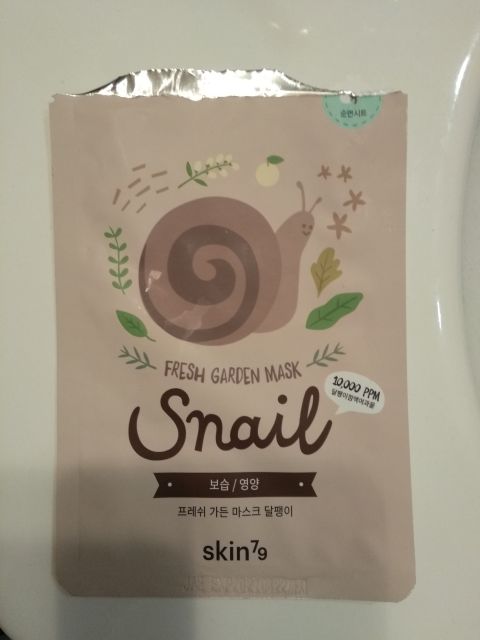 순면시트
FRESH GARDEN MASK
10,000 PPM
달팽이점액여과물
Snail
보습 / 영양
프레쉬 가든 마스크 달팽이
skin79